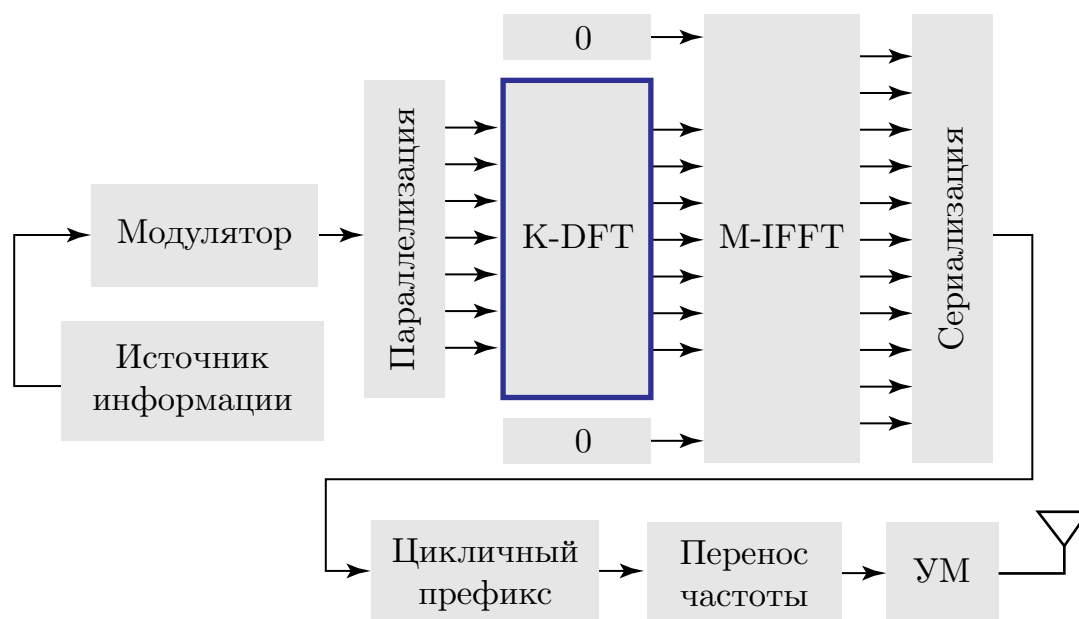 0
Параллелизация
K-DFT
M-IFFT
Сериализация
Модулятор
Источник
информации
0
Цикличный
префикс
Перенос
частоты
УМ